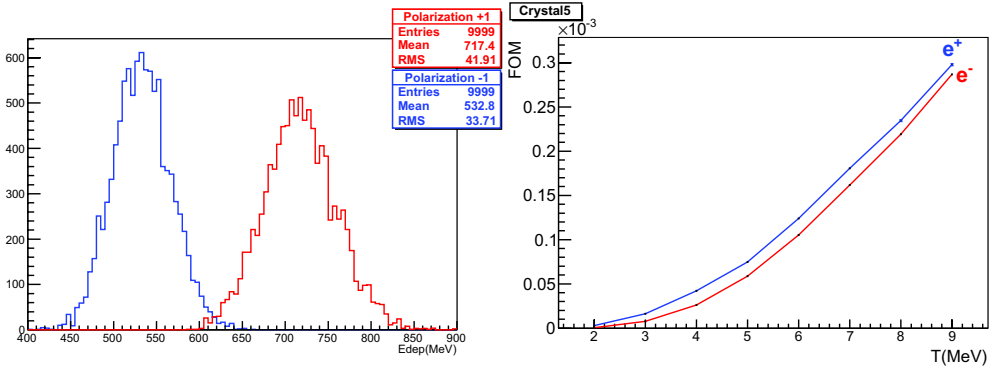 Polarization +1
Entries 9999
Mean 717.4
RMS 41.91
Polarization -1
Entries 9999
Mean 532.8
RMS 33.71
600
500
400
300
200
100
0
400 450 500 550 600 650 700 750 800 850 900
Edep(MeV)
Crystal5
×10⁻³
FOM
0.3
0.25
0.2
0.15
0.1
0.05
0
e⁺
e⁻
2 3 4 5 6 7 8 9
T(MeV)